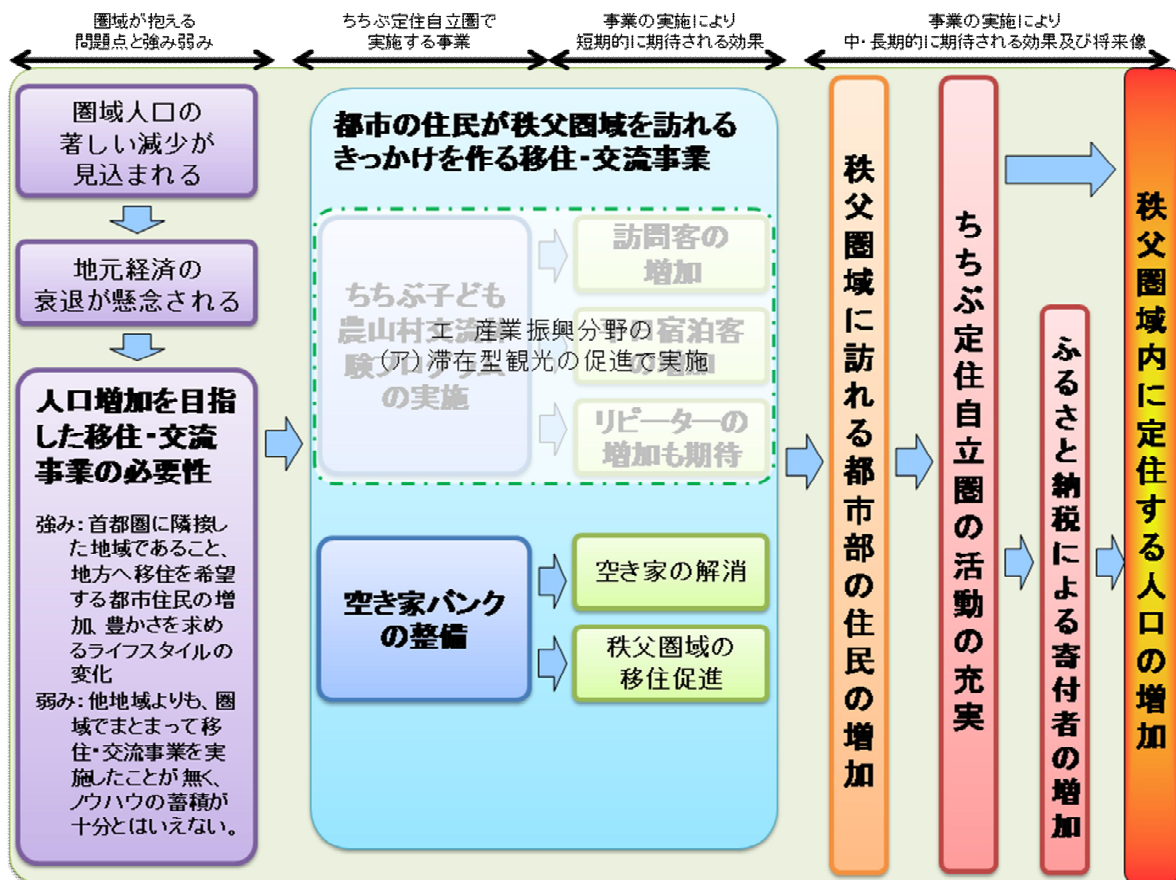 圏域が抱える
問題点と強み弱み
ちちぶ定住自立圏で
実施する事業
事業の実施により
短期的に期待される効果
事業の実施により
中・長期的に期待される効果及び将来像
圏域人口の
著しい減少が
見込まれる
地元経済の
衰退が懸念される
人口増加を目指
した移住・交流
事業の必要性
強み：首都圏に隣接し
た地域であること、
地方へ移住を希望
する都市住民の増
加、豊かさを求め
るライフスタイルの
変化
弱み：他地域よりも、圏
域でまとまって移
住・交流事業を実
施したことが無く、
ノウハウの蓄積が
十分とはいえない。
都市の住民が秩父圏域を訪れる
きっかけを作る移住・交流事業
ちちぶ子ども
農山村交流体
験プログラム
の実施
訪問客の
増加
平日宿泊客
の増加
リピーターの
増加も期待
エ　産業振興分野の
（ア）滞在型観光の促進で実施
空き家バンク
の整備
空き家の解消
秩父圏域の
移住促進
秩父圏域に訪れる都市部の住民の増加
ちちぶ定住自立圏の活動の充実
ふるさと納税による寄付者の増加
秩父圏域内に定住する人口の増加